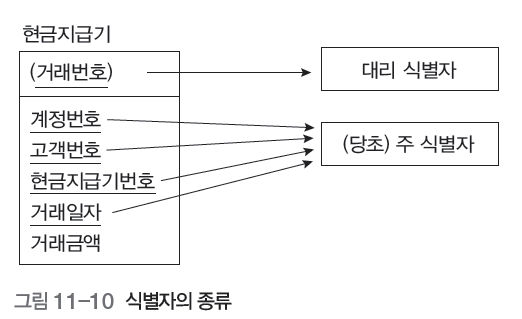 현금지급기
(거래번호)
대리 식별자
계정번호
고객번호
(당초) 주 식별자
현금지급기번호
거래일자
거래금액
그림 11-10 식별자의 종류